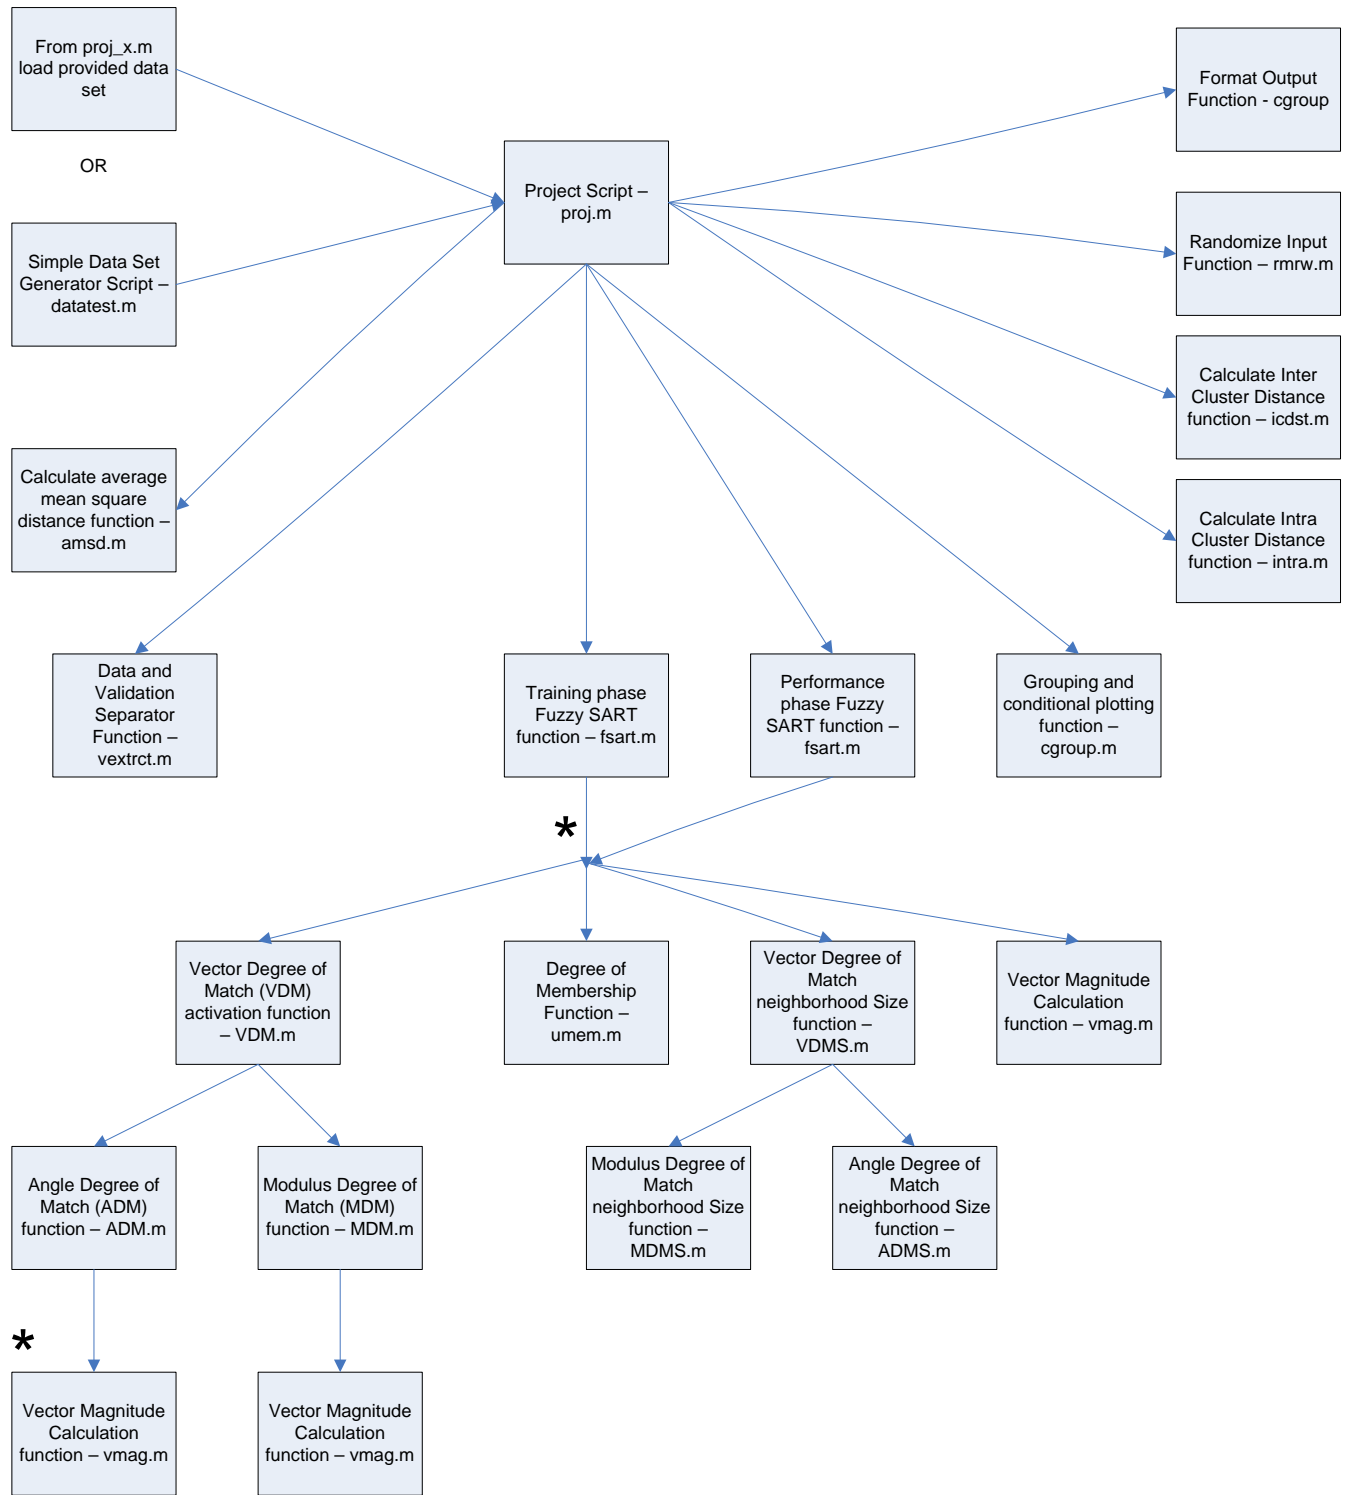 From proj_x.m
load provided data
set
OR
Simple Data Set
Generator Script –
datatest.m
Calculate average
mean square
distance function –
amsd.m
Project Script –
proj.m
Format Output
Function - cgroup
Randomize Input
Function – rmrw.m
Calculate Inter
Cluster Distance
function – icdst.m
Calculate Intra
Cluster Distance
function – intra.m
Data and
Validation
Separator
Function –
vextrct.m
Training phase
Fuzzy SART
function – fsart.m
Performance
phase Fuzzy
SART function –
fsart.m
Grouping and
conditional plotting
function –
cgroup.m
*
Vector Degree of
Match (VDM)
activation function
– VDM.m
Degree of
Membership
Function –
umem.m
Vector Degree of
Match
neighborhood Size
function –
VDMS.m
Vector Magnitude
Calculation
function – vmag.m
Angle Degree of
Match (ADM)
function – ADM.m
Modulus Degree of
Match (MDM)
function – MDM.m
Modulus Degree of
Match
neighborhood Size
function –
MDMS.m
Angle Degree of
Match
neighborhood Size
function –
ADMS.m
*
Vector Magnitude
Calculation
function – vmag.m
Vector Magnitude
Calculation
function – vmag.m